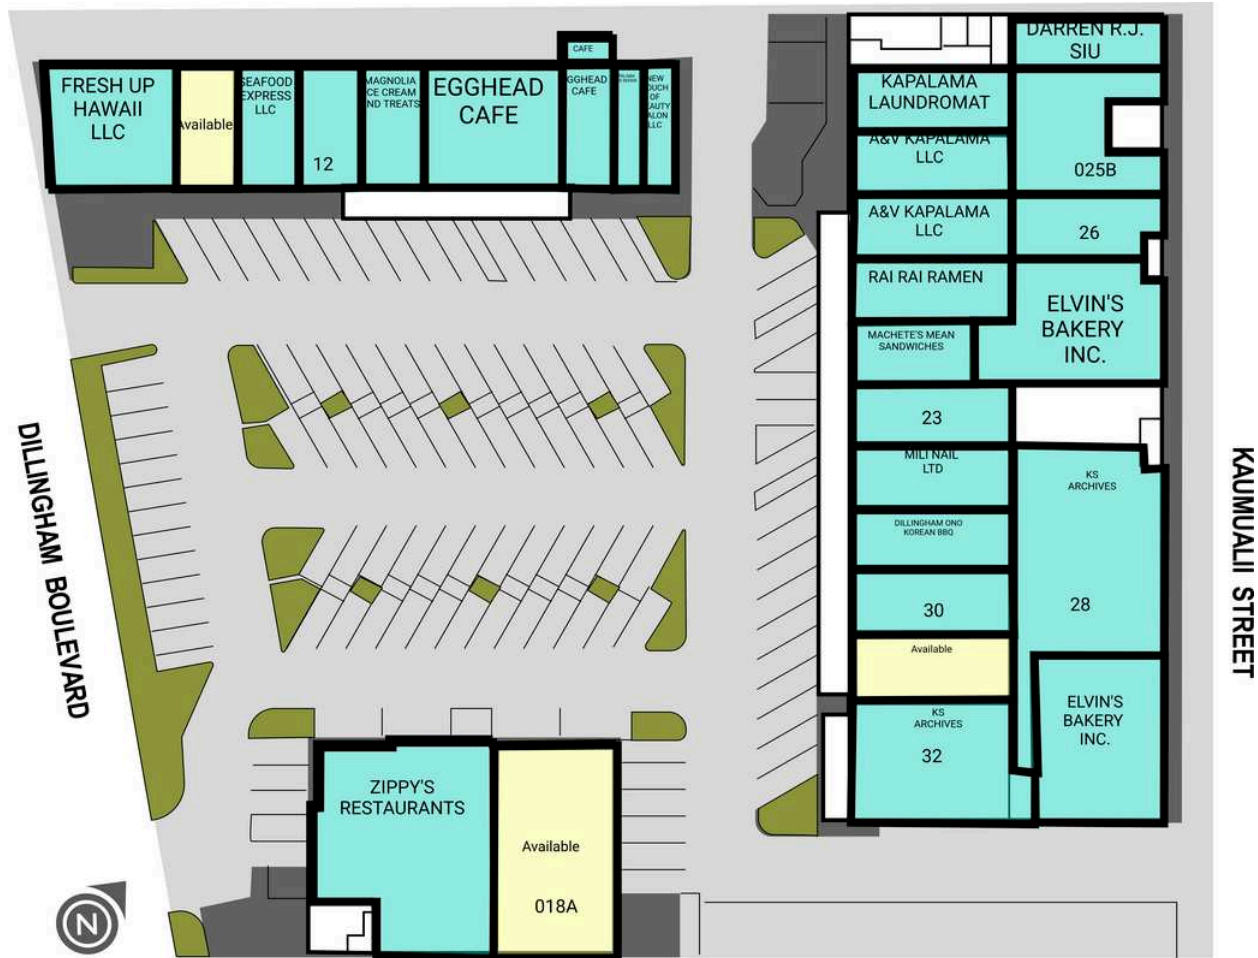 CAFE
DARREN R.J.
SIU
FRESH UP
HAWAII
LLC
Available
SEAFOOD
EXPRESS
LLC
12
MAGNOLIA
ICE CREAM
AND TREATS
EGGHEAD
CAFE
EGGHEAD
CAFE
NEW
TOUCH
OF
BEAUTY
SALON
LLC
KAPALAMA
LAUNDROMAT
A&V KAPALAMA
LLC
025B
A&V KAPALAMA
LLC
26
RAI RAI RAMEN
ELVIN'S
BAKERY
INC.
MACHETE'S MEAN
SANDWICHES
23
MILI NAIL
LTD
KS
ARCHIVES
DILLINGHAM ONO
KOREAN BBQ
30
28
Available
KS
ARCHIVES
32
ELVIN'S
BAKERY
INC.
DILLINGHAM BOULEVARD
KAUMUALII STREET
ZIPPY'S
RESTAURANTS
Available
018A
N